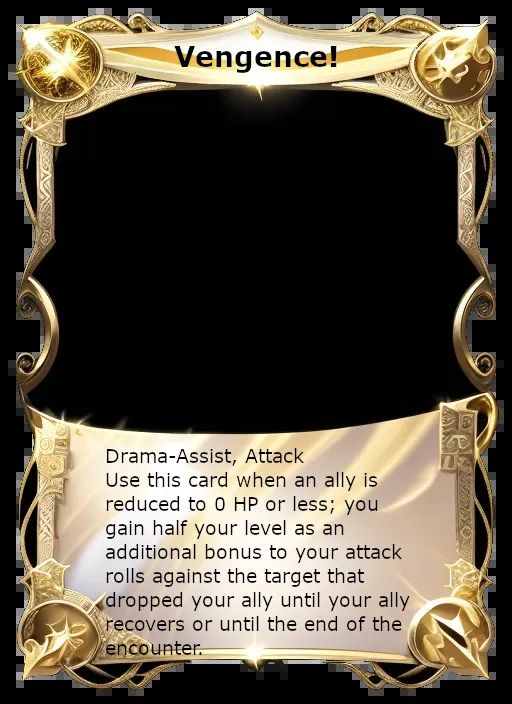 Vengence!
Drama-Assist, Attack
Use this card when an ally is
reduced to 0 HP or less; you
gain half your level as an
additional bonus to your attack
rolls against the target that
dropped your ally until your ally
recovers or until the end of the
encounter.